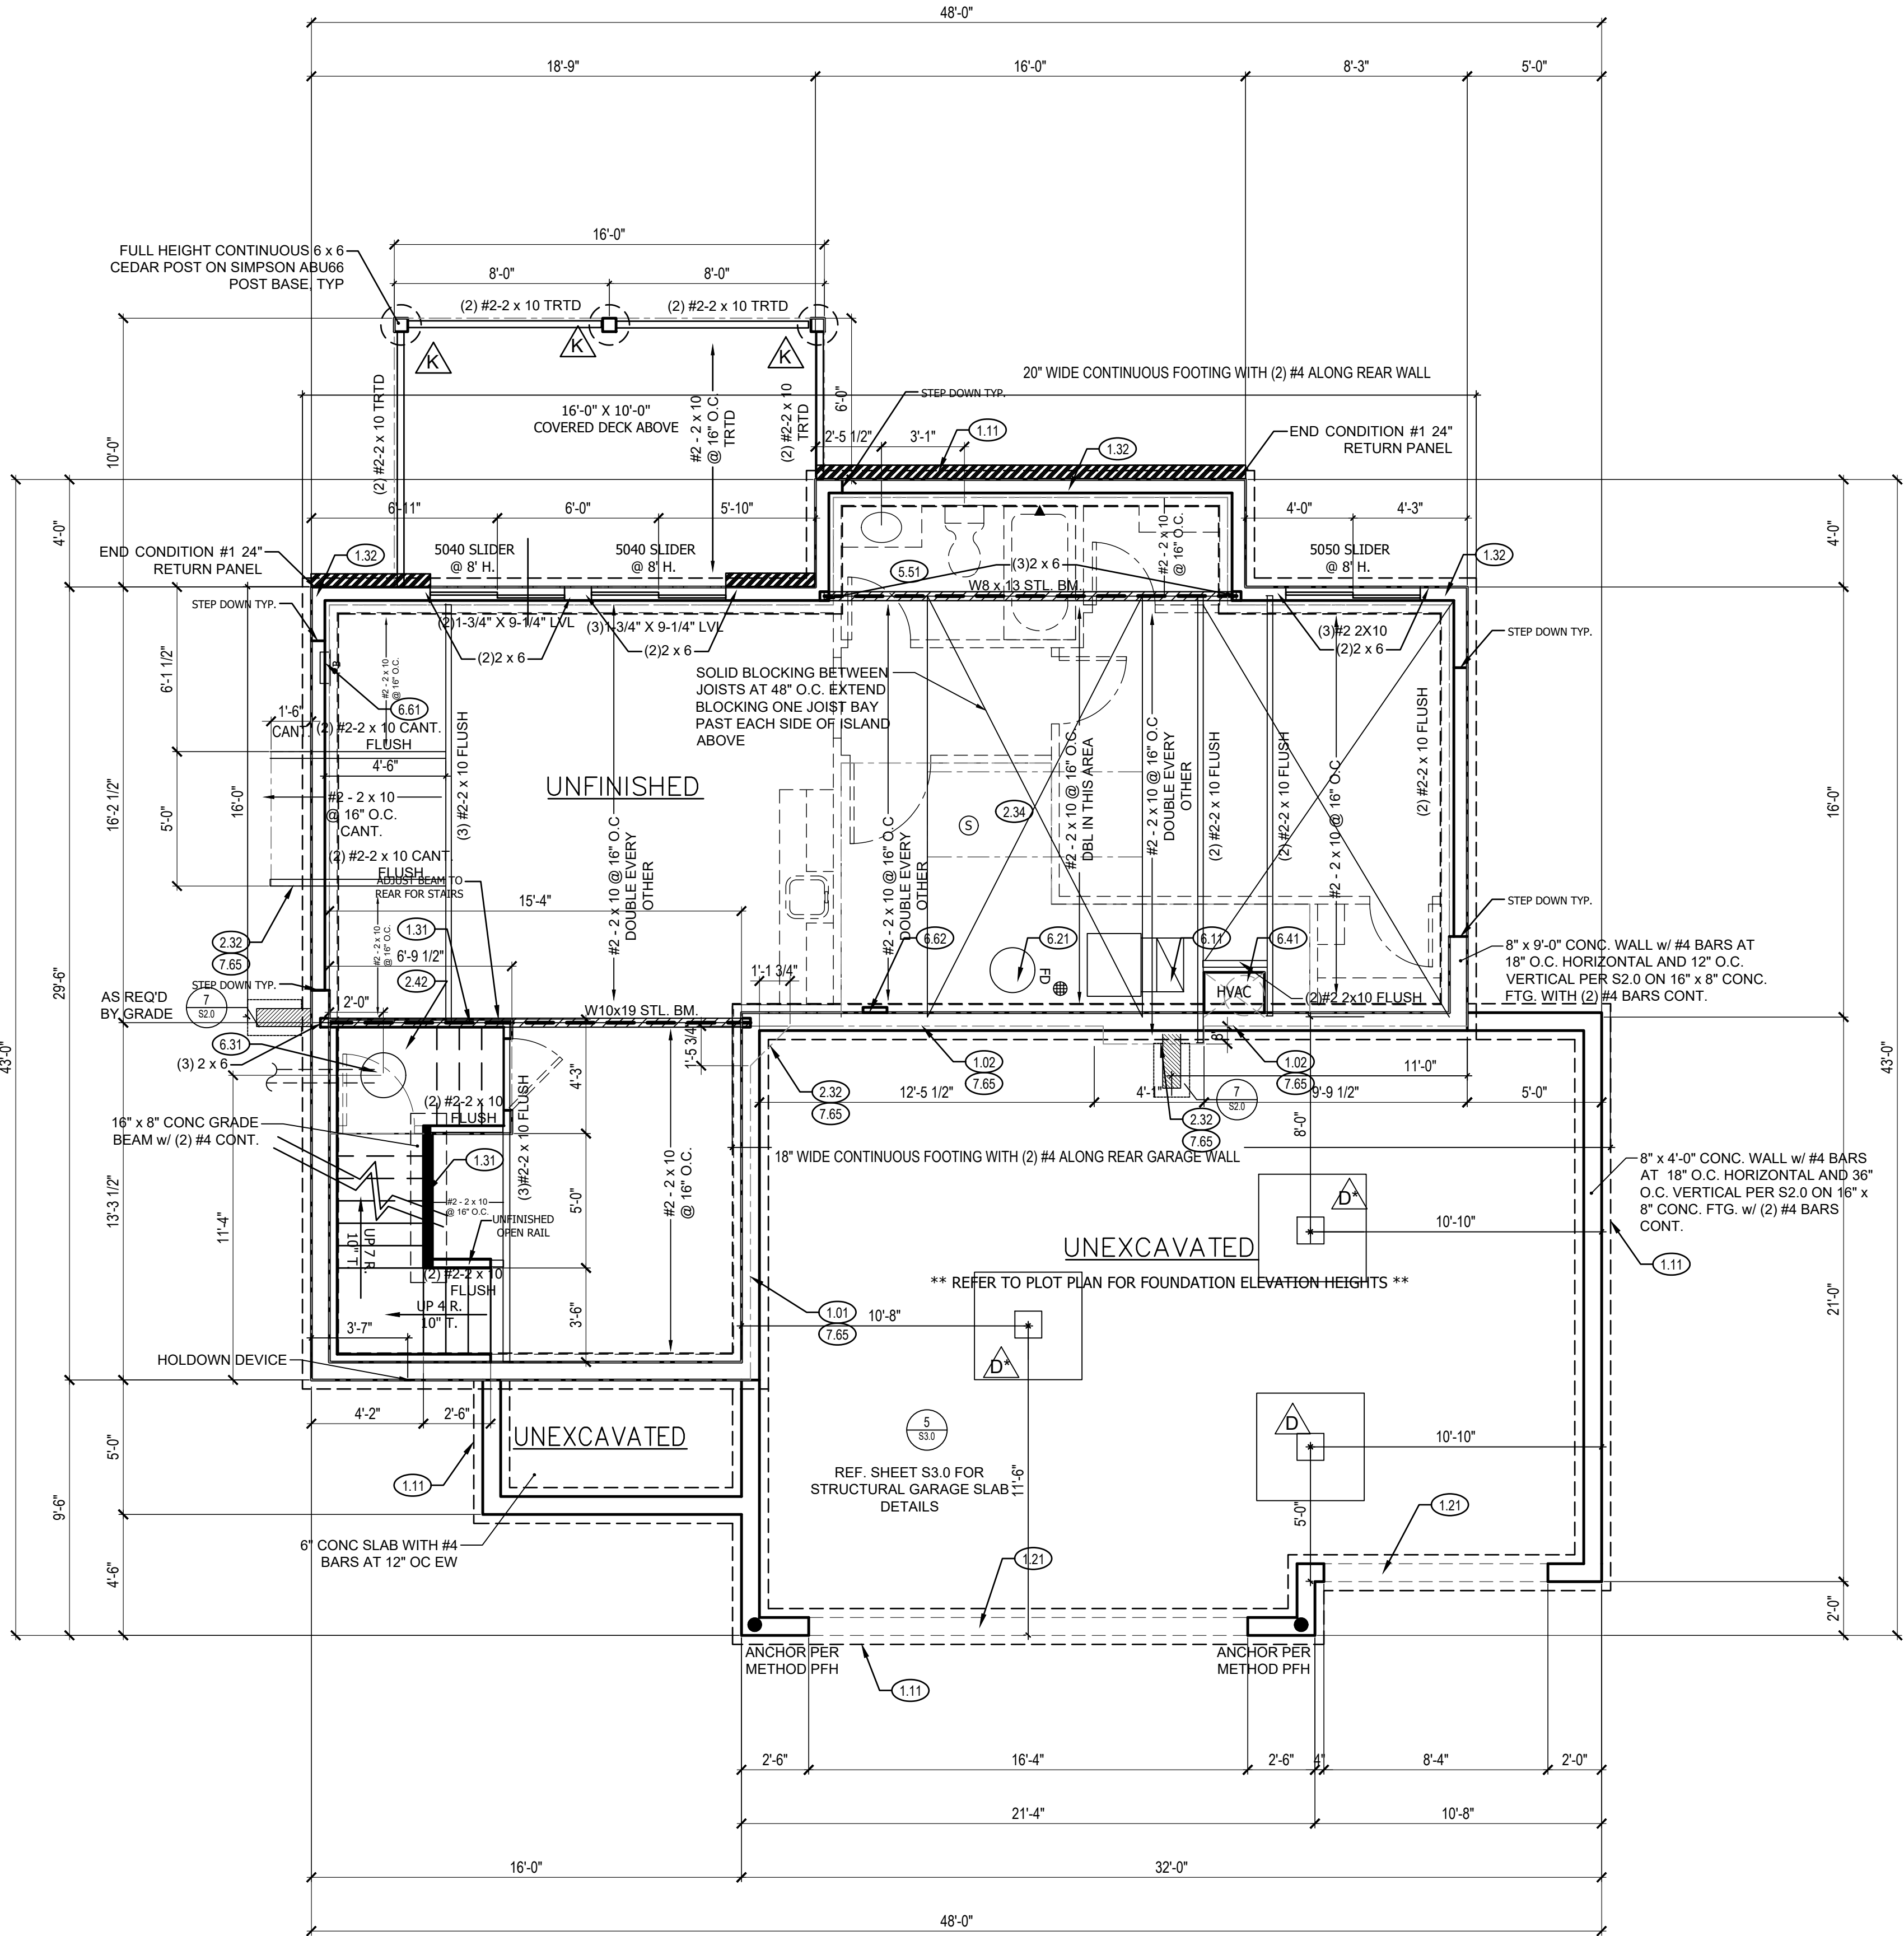 48'-0"
18'-9"
16'-0"
8'-3"
5'-0"
16'-0"
FULL HEIGHT CONTINUOUS 6 x 6
CEDAR POST ON SIMPSON ABU66
POST BASE, TYP
8'-0"
8'-0"
(2) #2-2 x 10 TRTD
(2) #2-2 x 10 TRTD
K
K
K
20" WIDE CONTINUOUS FOOTING WITH (2) #4 ALONG REAR WALL
STEP DOWN TYP.
6'-0"
(2) #2-2 x 10 TRTD
16'-0" X 10'-0"
COVERED DECK ABOVE
#2 - 2 x 10
@ 16" O.C.
TRTD
(2) #2-2 x 10
TRTD
10'-0"
2'-5 1/2"
3'-1"
1.11
1.32
END CONDITION #1 24"
RETURN PANEL
6'-11"
6'-0"
5'-10"
4'-0"
4'-3"
4'-0"
4'-0"
END CONDITION #1 24"
RETURN PANEL
1.32
5040 SLIDER
@ 8' H.
5040 SLIDER
@ 8' H.
5.51
(3)2 x 6
W8 x 13 STL. BM.
#2 - 2 x 10
@ 16" O.C.
5050 SLIDER
@ 8' H.
1.32
STEP DOWN TYP.
(2)1-3/4" X 9-1/4" LVL
(3)1-3/4" X 9-1/4" LVL
(2)2 x 6
(2)2 x 6
(3)#2 2X10
(2)2 x 6
STEP DOWN TYP.
6'-1 1/2"
#2 - 2 x 10
@ 16" O.C.
6.61
1'-6"
CANT.
(2) #2-2 x 10 CANT.
FLUSH
4'-6"
(3) #2-2 x 10 FLUSH
SOLID BLOCKING BETWEEN
JOISTS AT 48" O.C. EXTEND
BLOCKING ONE JOIST BAY
PAST EACH SIDE OF ISLAND
ABOVE
UNFINISHED
16'-2 1/2"
5'-0"
16'-0"
#2 - 2 x 10
@ 16" O.C.
CANT.
(2) #2-2 x 10 CANT.
FLUSH
ADJUST BEAM TO
REAR FOR STAIRS
#2 - 2 x 10 @ 16" O.C
DOUBLE EVERY
OTHER
#2 - 2 x 10 @ 16" O.C
DOUBLE EVERY
OTHER
S
2.34
#2 - 2 x 10 @ 16" O.C.
DBL IN THIS AREA
#2 - 2 x 10 @ 16" O.C
DOUBLE EVERY
OTHER
(2) #2-2 x 10 FLUSH
(2) #2-2 x 10 FLUSH
#2 - 2 x 10 @ 16" O.C
(2) #2-2 x 10 FLUSH
16'-0"
15'-4"
STEP DOWN TYP.
2.32
7.65
1.31
6'-9 1/2"
#2 - 2 x 10
@ 16" O.C.
2.42
6.62
6.21
6.11
6.41
FD
HVAC
(2)#2 2x10 FLUSH
8" x 9'-0" CONC. WALL w/ #4 BARS AT
18" O.C. HORIZONTAL AND 12" O.C.
VERTICAL PER S2.0 ON 16" x 8" CONC.
FTG. WITH (2) #4 BARS CONT.
29'-6"
43'-0"
43'-0"
STEP DOWN TYP.
AS REQ'D
BY GRADE
7
S2.0
2'-0"
1'-1 3/4"
W10x19 STL. BM.
6.31
(3) 2 x 6
4'-3"
1'-5 3/4"
8"
1.02
7.65
1.02
7.65
11'-0"
2.32
7.65
12'-5 1/2"
4'-1"
9'-9 1/2"
5'-0"
2.32
7.65
7
S2.0
8'-0"
16" x 8" CONC GRADE
BEAM w/ (2) #4 CONT.
(2) #2-2 x 10
FLUSH
(3)#2-2 x 10 FLUSH
#2 - 2 x 10
@ 16" O.C.
1.31
18" WIDE CONTINUOUS FOOTING WITH (2) #4 ALONG REAR GARAGE WALL
8" x 4'-0" CONC. WALL w/ #4 BARS
AT 18" O.C. HORIZONTAL AND 36"
O.C. VERTICAL PER S2.0 ON 16" x
8" CONC. FTG. w/ (2) #4 BARS
CONT.
13'-3 1/2"
11'-4"
5'-0"
#2 - 2 x 10
@ 16" O.C.
UNFINISHED
OPEN RAIL
UP 7 R.
10" T.
D*
10'-10"
UNEXCAVATED
** REFER TO PLOT PLAN FOR FOUNDATION ELEVATION HEIGHTS **
1.11
21'-0"
(2) #2-2 x 10
FLUSH
UP 4 R.
10" T.
3'-7"
3'-6"
1.01
7.65
10'-8"
D*
HOLDOWN DEVICE
4'-2"
2'-6"
UNEXCAVATED
1.11
5'-0"
9'-6"
4'-6"
5
S3.0
REF. SHEET S3.0 FOR
STRUCTURAL GARAGE SLAB
DETAILS
11'-6"
D
10'-10"
5'-0"
1.21
6" CONC SLAB WITH #4
BARS AT 12" OC EW
1.21
2'-0"
ANCHOR PER
METHOD PFH
ANCHOR PER
METHOD PFH
1.11
2'-6"
16'-4"
2'-6"
4"
8'-4"
2'-0"
21'-4"
10'-8"
16'-0"
32'-0"
48'-0"